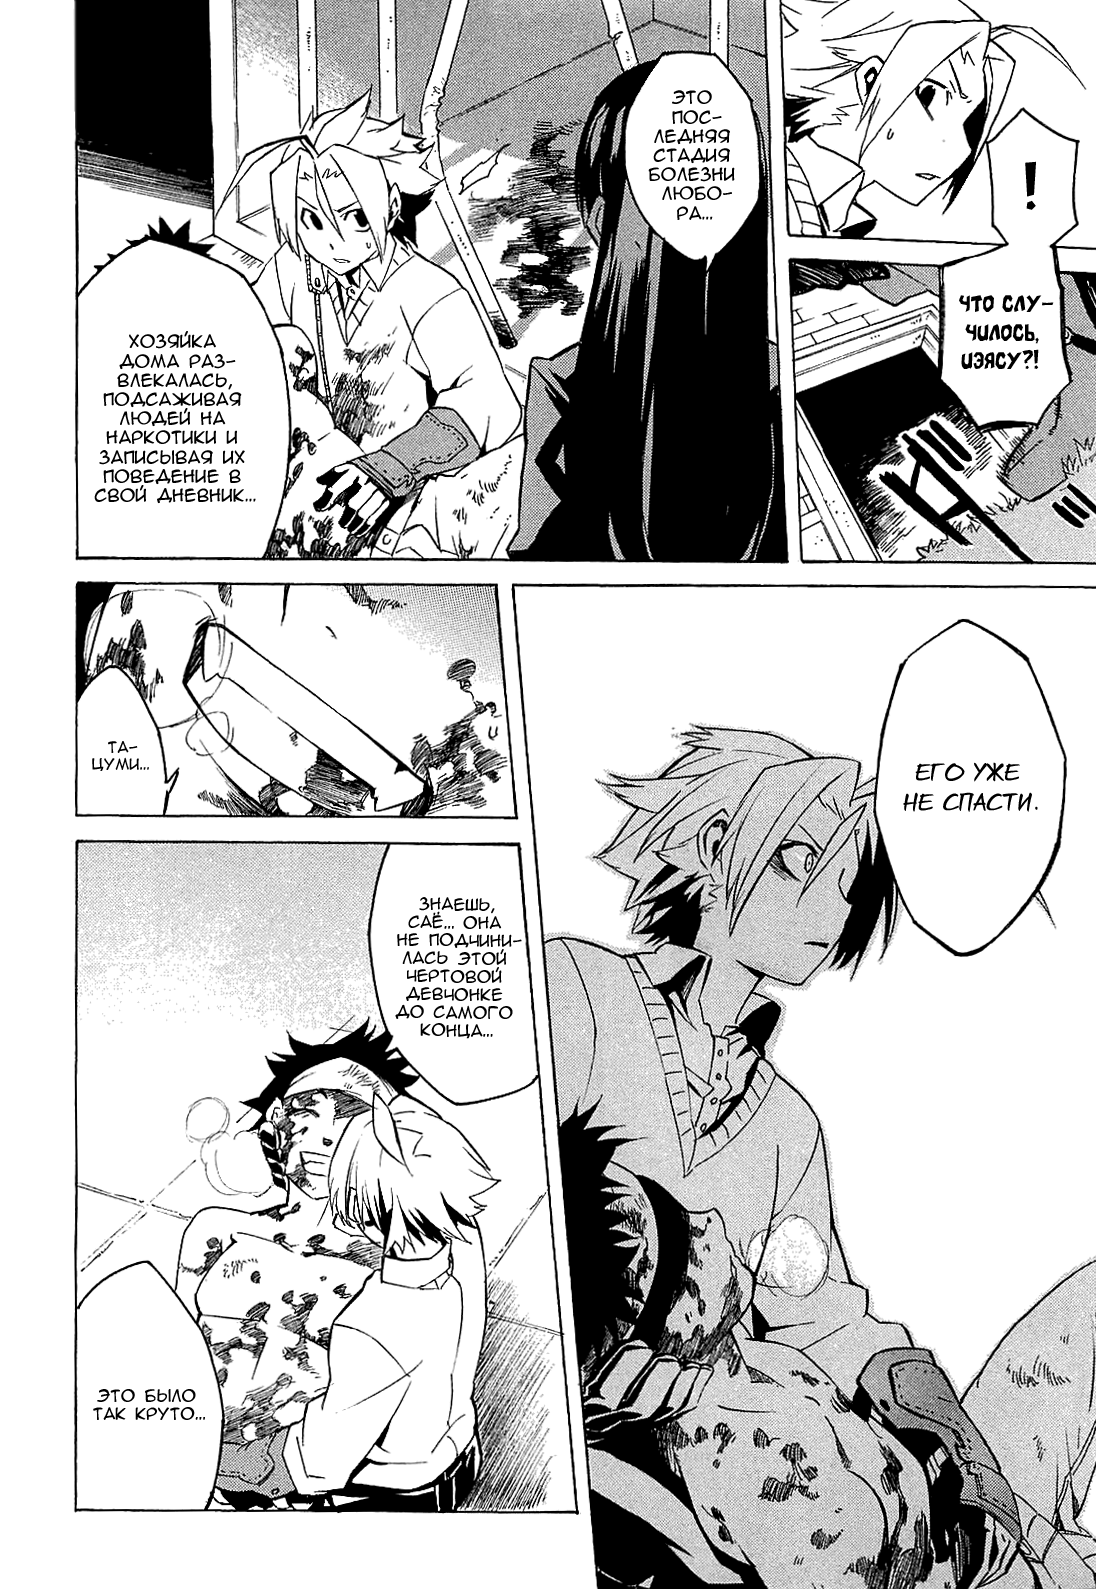 !
ЧТО СЛУ-
ЧИЛОСЬ,
ИЭЯСУ?!
ЭТО
ПОС-
ЛЕДНЯЯ
СТАДИЯ
БОЛЕЗНИ
ЛЮБО-
РА...
ХОЗЯЙКА
ДОМА РАЗ-
ВЛЕКАЛАСЬ,
ПОДСАЖИВАЯ
ЛЮДЕЙ НА
НАРКОТИКИ И
ЗАПИСЫВАЯ ИХ
ПОВЕДЕНИЕ В
СВОЙ ДНЕВНИК...
ЕГО УЖЕ
НЕ СПАСТИ.
ТА-
ЦУМИ...
ЗНАЕШЬ,
САЁ... ОНА
НЕ ПОДЧИНИ-
ЛАСЬ ЭТОЙ
ЧЕРТОВОЙ
ДЕВЧОНКЕ
ДО САМОГО
КОНЦА...
ЭТО БЫЛО
ТАК КРУТО...